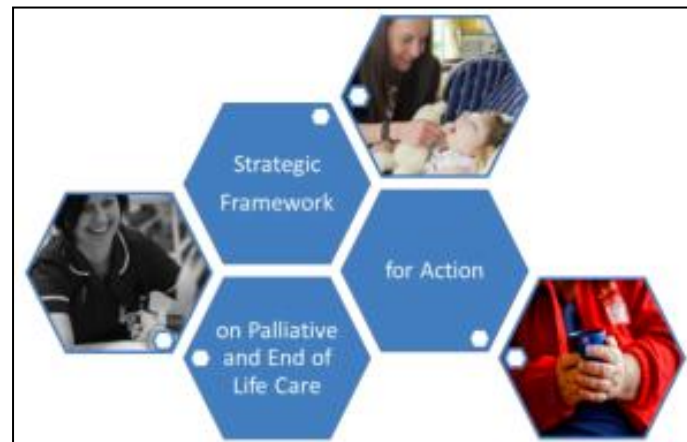 Strategic
Framework
for Action
on Palliative
and End of
Life Care